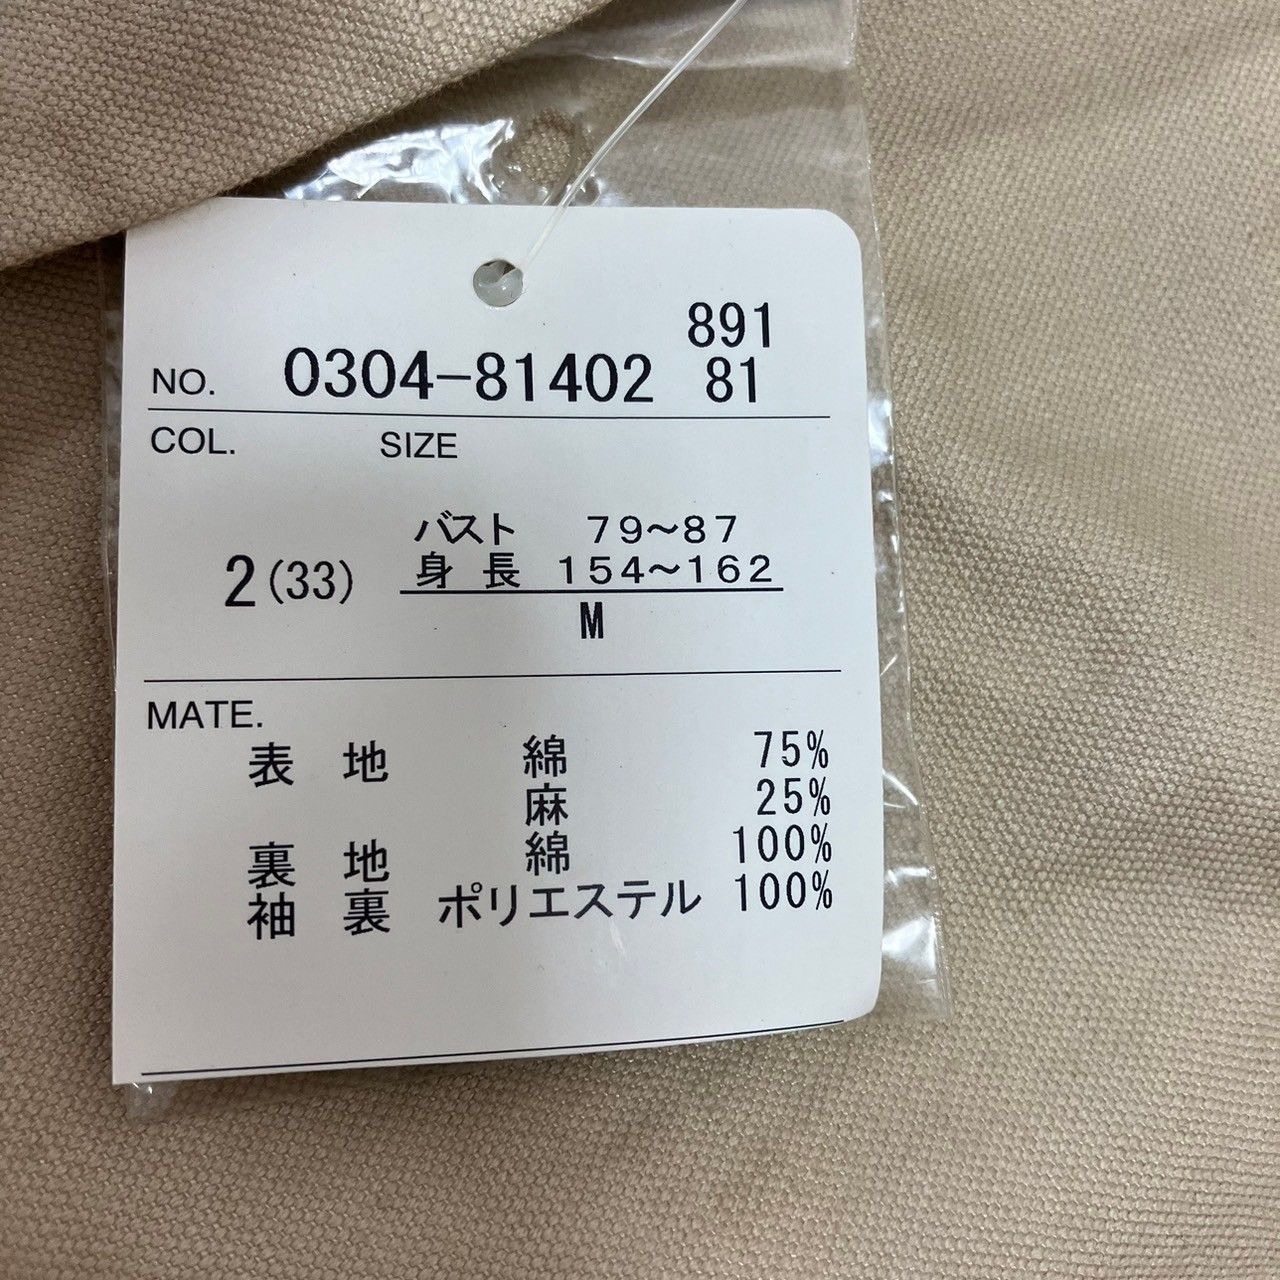 891
NO. 0304-81402 81
COL. SIZE
バスト 79～87
2(33) 身長 154～162
M
MATE.
表地 綿 75%
麻 25%
裏地 綿 100%
袖裏 ポリエステル 100%